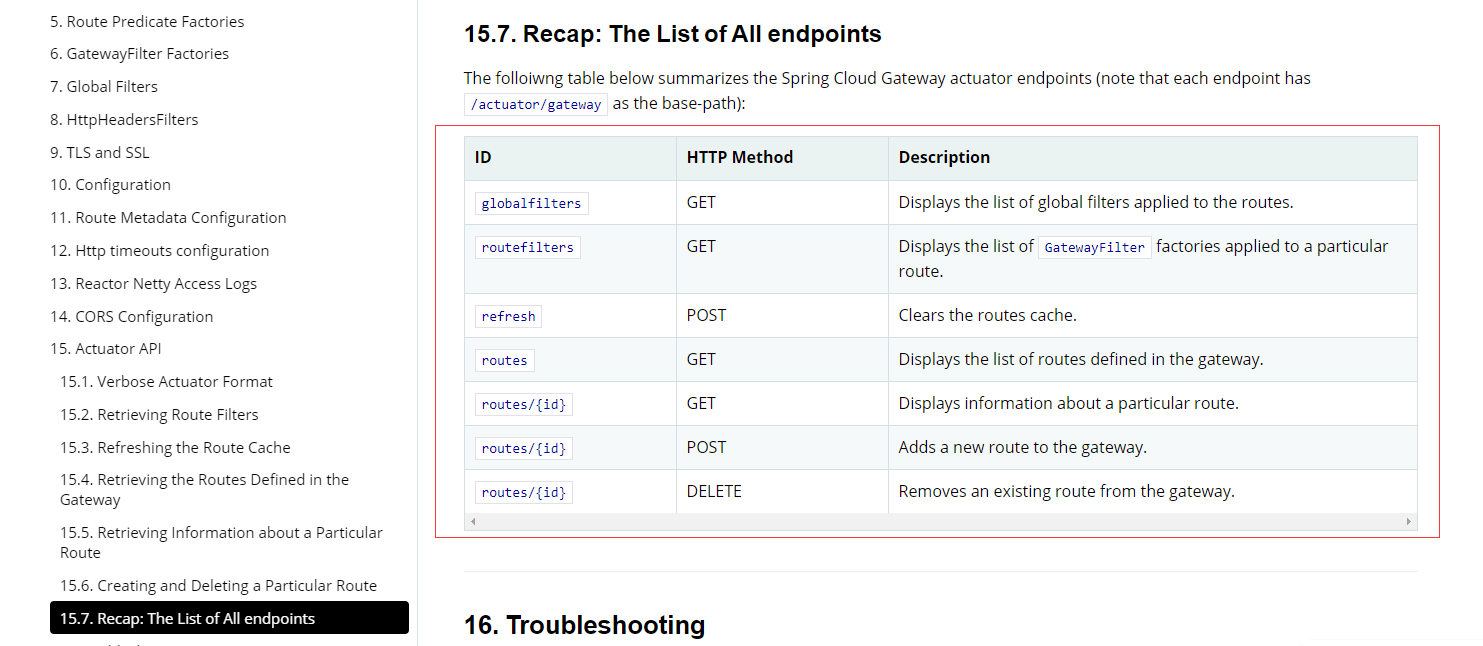 5. Route Predicate Factories
6. GatewayFilter Factories
7. Global Filters
8. HttpHeadersFilters
9. TLS and SSL
10. Configuration
11. Route Metadata Configuration
12. Http timeouts configuration
13. Reactor Netty Access Logs
14. CORS Configuration
15. Actuator API
15.1. Verbose Actuator Format
15.2. Retrieving Route Filters
15.3. Refreshing the Route Cache
15.4. Retrieving the Routes Defined in the
Gateway
15.5. Retrieving Information about a Particular
Route
15.6. Creating and Deleting a Particular Route
15.7. Recap: The List of All endpoints
15.7. Recap: The List of All endpoints
The folloiwng table below summarizes the Spring Cloud Gateway actuator endpoints (note that each endpoint has
/actuator/gateway as the base-path):
ID HTTP Method Description
globalfilters GET Displays the list of global filters applied to the routes.
routefilters GET Displays the list of GatewayFilter factories applied to a particular
route.
refresh POST Clears the routes cache.
routes GET Displays the list of routes defined in the gateway.
routes/{id} GET Displays information about a particular route.
routes/{id} POST Adds a new route to the gateway.
routes/{id} DELETE Removes an existing route from the gateway.
16. Troubleshooting